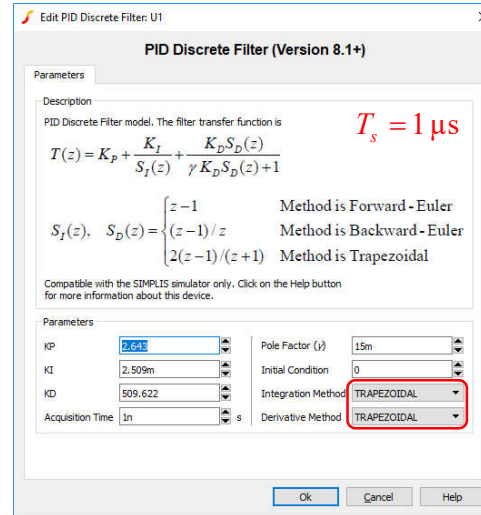 Edit PID Discrete Filter: U1
PID Discrete Filter (Version 8.1+)
Parameters
Description
PID Discrete Filter model. The filter transfer function is
T_s = 1 μs
T(z) = K_P + K_I / S_I(z) + K_D S_D(z) / (γ K_D S_D(z) + 1)
z − 1 Method is Forward - Euler
S_I(z), S_D(z) = { (z − 1) / z Method is Backward - Euler
2(z − 1) / (z + 1) Method is Trapezoidal
Compatible with the SIMPLIS simulator only. Click on the Help button
for more information about this device.
Parameters
KP 2.643 Pole Factor (γ) 15m
KI 2.509m Initial Condition 0
KD 509.622 Integration Method TRAPEZOIDAL
Acquisition Time 1n s Derivative Method TRAPEZOIDAL
Ok Cancel Help